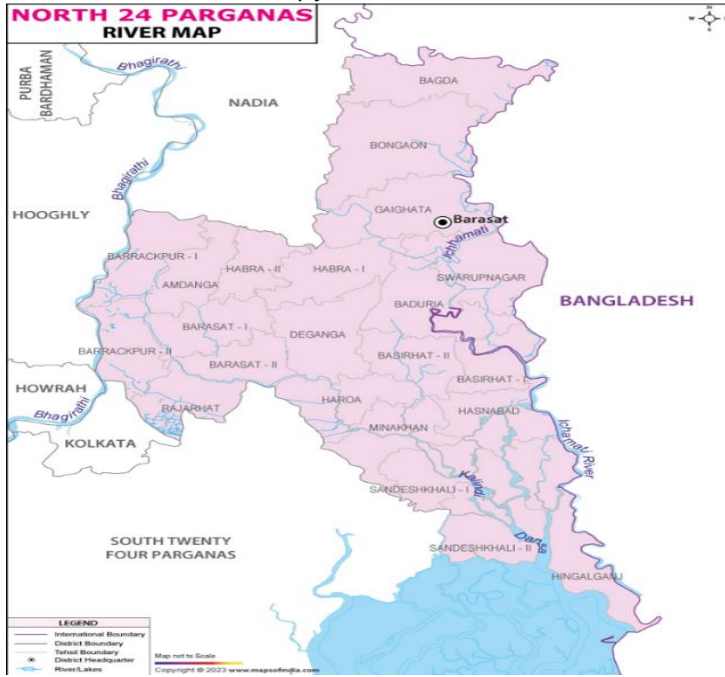 NORTH 24 PARGANAS
RIVER MAP
PURBA
BARDHAMAN
Bhagirathi
NADIA
BAGDA
BONGAON
Bhagirathi
HOOGHLY
GAIGHATA
Barasat
Ichhamati
BARRACKPUR - I
HABRA - II
HABRA - I
SWARUPNAGAR
AMDANGA
BADURIA
BANGLADESH
BARASAT - I
DEGANGA
BARRACKPUR - II
BARASAT - II
BASIRHAT - II
BASIRHAT - I
HOWRAH
RAJARHAT
HAROA
HASNABAD
Bhagirathi
MINAKHAN
Ichamati River
KOLKATA
SANDESHKHALI - I
Kalindi
Dansa
SOUTH TWENTY
FOUR PARGANAS
SANDESHKHALI - II
HINGALGANJ
LEGEND
International Boundary
District Boundary
Tehsil Boundary
District Headquarter
River/Lakes
Map not to Scale
Copyright © 2023 www.mapsofindia.com
N
W
E
S